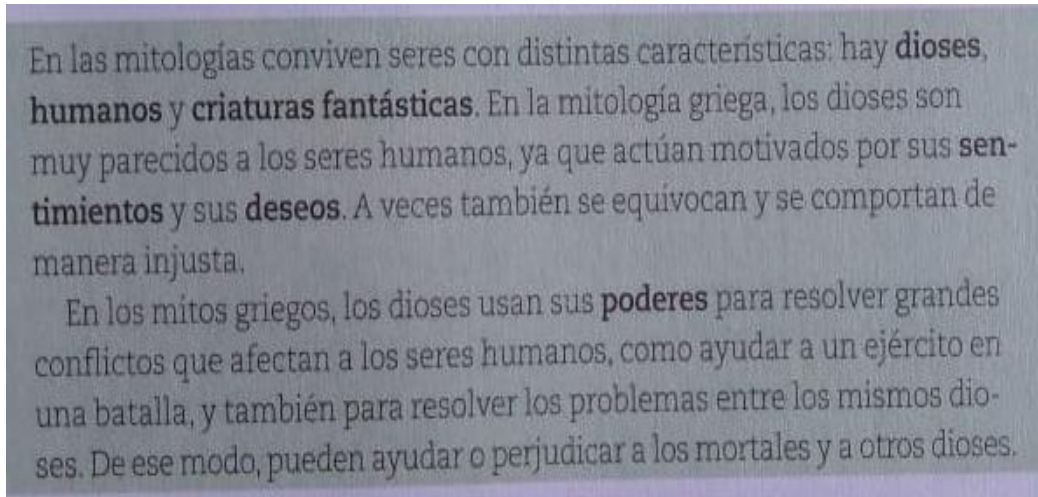 En las mitologías conviven seres con distintas características: hay dioses,
humanos y criaturas fantásticas. En la mitología griega, los dioses son
muy parecidos a los seres humanos, ya que actúan motivados por sus sen-
timientos y sus deseos. A veces también se equivocan y se comportan de
manera injusta.
En los mitos griegos, los dioses usan sus poderes para resolver grandes
conflictos que afectan a los seres humanos, como ayudar a un ejército en
una batalla, y también para resolver los problemas entre los mismos dio-
ses. De ese modo, pueden ayudar o perjudicar a los mortales y a otros dioses.